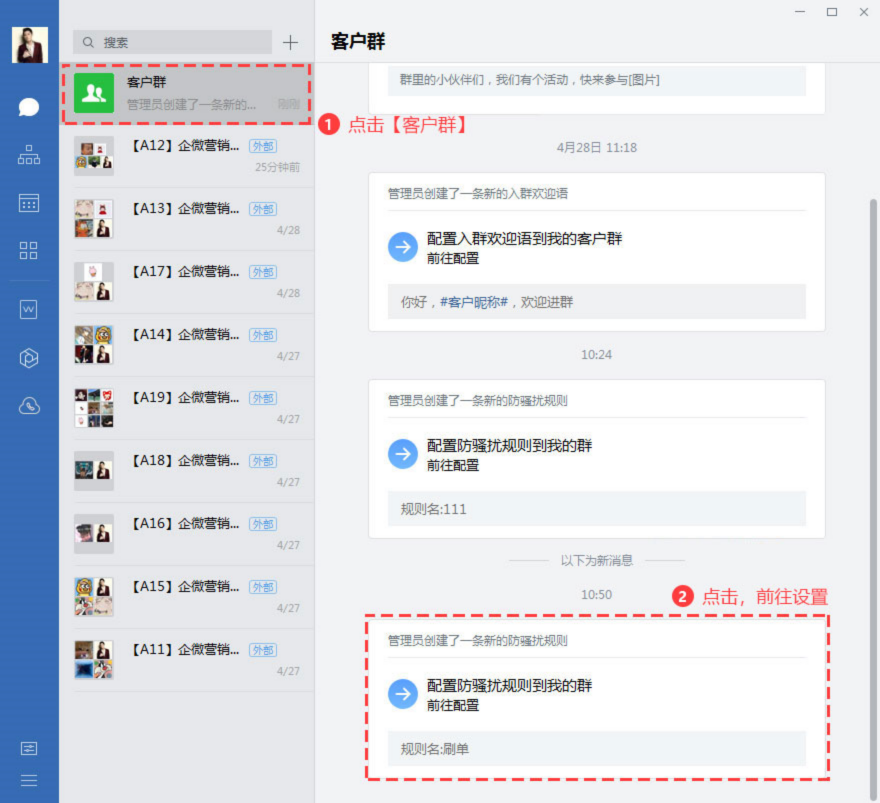 搜索
客户群
管理员创建了一条新的...
刚刚
【A12】企微营销... 外部
25分钟前
【A13】企微营销... 外部
4/28
【A17】企微营销... 外部
4/28
【A14】企微营销... 外部
4/27
【A19】企微营销... 外部
4/27
【A18】企微营销... 外部
4/27
【A16】企微营销... 外部
4/27
【A15】企微营销... 外部
4/27
【A11】企微营销... 外部
4/27
客户群
群里的小伙伴们，我们有个活动，快来参与[图片]
1 点击【客户群】
4月28日 11:18
管理员创建了一条新的入群欢迎语
配置入群欢迎语到我的客户群
前往配置
你好，#客户昵称#，欢迎进群
10:24
管理员创建了一条新的防骚扰规则
配置防骚扰规则到我的群
前往配置
规则名:111
以下为新消息
10:50
2 点击，前往设置
管理员创建了一条新的防骚扰规则
配置防骚扰规则到我的群
前往配置
规则名:刷单